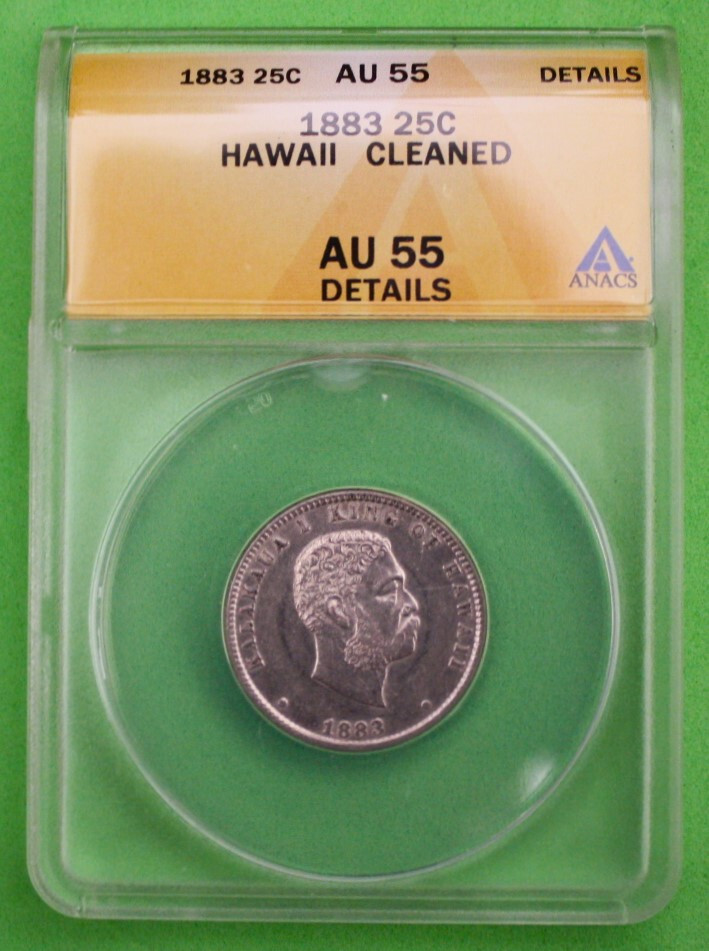 1883 25C AU 55 DETAILS
1883 25C
HAWAII CLEANED
AU 55
DETAILS
ANACS
KALAKAUA I KING OF HAWAII
1883